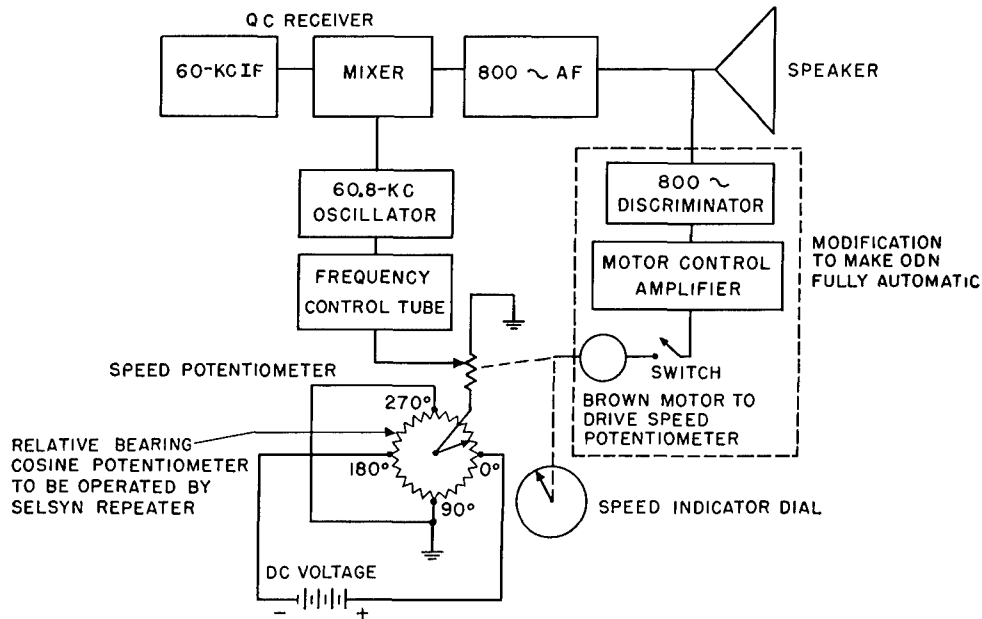 QC RECEIVER
60-KCIF
MIXER
800 ~ AF
SPEAKER
60.8-KC
OSCILLATOR
800 ~
DISCRIMINATOR
FREQUENCY
CONTROL TUBE
MOTOR CONTROL
AMPLIFIER
MODIFICATION
TO MAKE ODN
FULLY AUTOMATIC
SPEED POTENTIOMETER
SWITCH
BROWN MOTOR TO
DRIVE SPEED
POTENTIOMETER
270°
RELATIVE BEARING
COSINE POTENTIOMETER
TO BE OPERATED BY
SELSYN REPEATER
180°
0°
90°
SPEED INDICATOR DIAL
DC VOLTAGE
- +